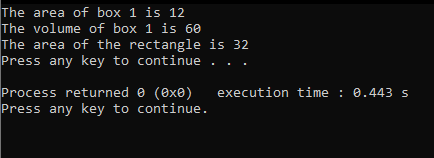 The area of box 1 is 12
The volume of box 1 is 60
The area of the rectangle is 32
Press any key to continue . . .
Process returned 0 (0x0)   execution time : 0.443 s
Press any key to continue.